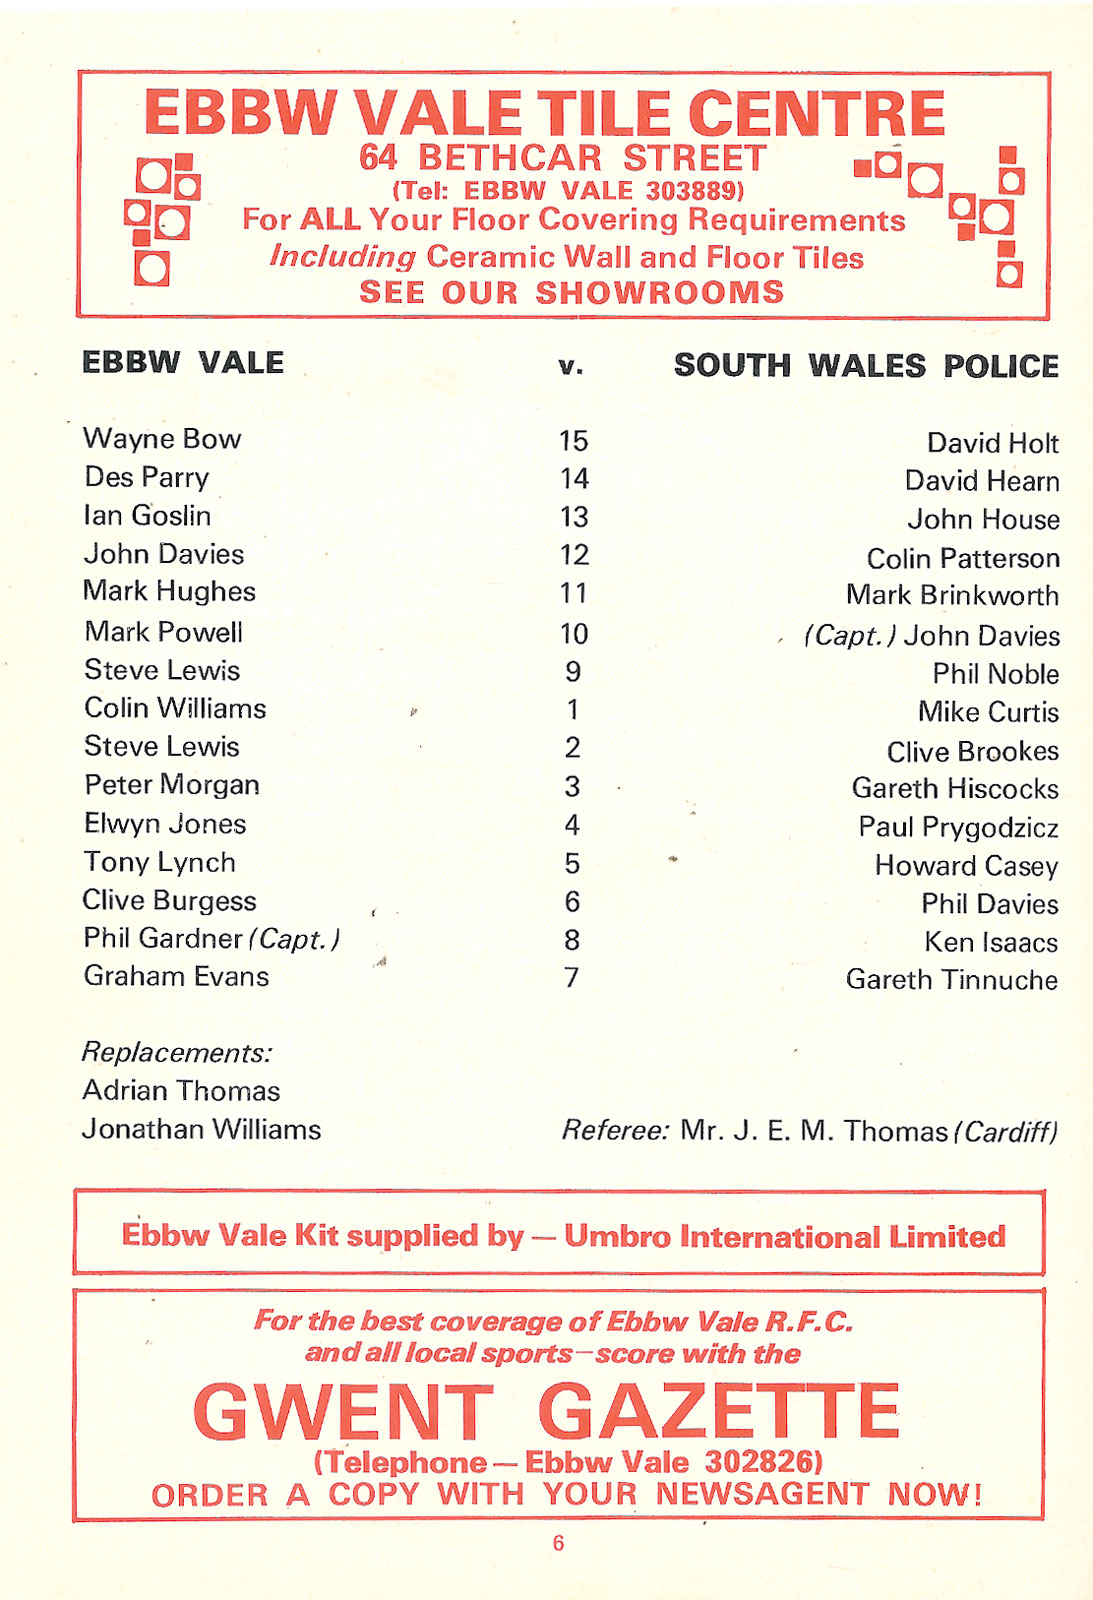 EBBW VALE TILE CENTRE
64 BETHCAR STREET
(Tel: EBBW VALE 303889)
For ALL Your Floor Covering Requirements
Including Ceramic Wall and Floor Tiles
SEE OUR SHOWROOMS
EBBW VALE v. SOUTH WALES POLICE
Wayne Bow 15 David Holt
Des Parry 14 David Hearn
Ian Goslin 13 John House
John Davies 12 Colin Patterson
Mark Hughes 11 Mark Brinkworth
Mark Powell 10 (Capt.) John Davies
Steve Lewis 9 Phil Noble
Colin Williams 1 Mike Curtis
Steve Lewis 2 Clive Brookes
Peter Morgan 3 Gareth Hiscocks
Elwyn Jones 4 Paul Prygodzicz
Tony Lynch 5 Howard Casey
Clive Burgess 6 Phil Davies
Phil Gardner (Capt.) 8 Ken Isaacs
Graham Evans 7 Gareth Tinnuche
Replacements:
Adrian Thomas
Jonathan Williams Referee: Mr. J. E. M. Thomas (Cardiff)
Ebbw Vale Kit supplied by — Umbro International Limited
For the best coverage of Ebbw Vale R.F.C.
and all local sports—score with the
GWENT GAZETTE
(Telephone — Ebbw Vale 302826)
ORDER A COPY WITH YOUR NEWSAGENT NOW!
6